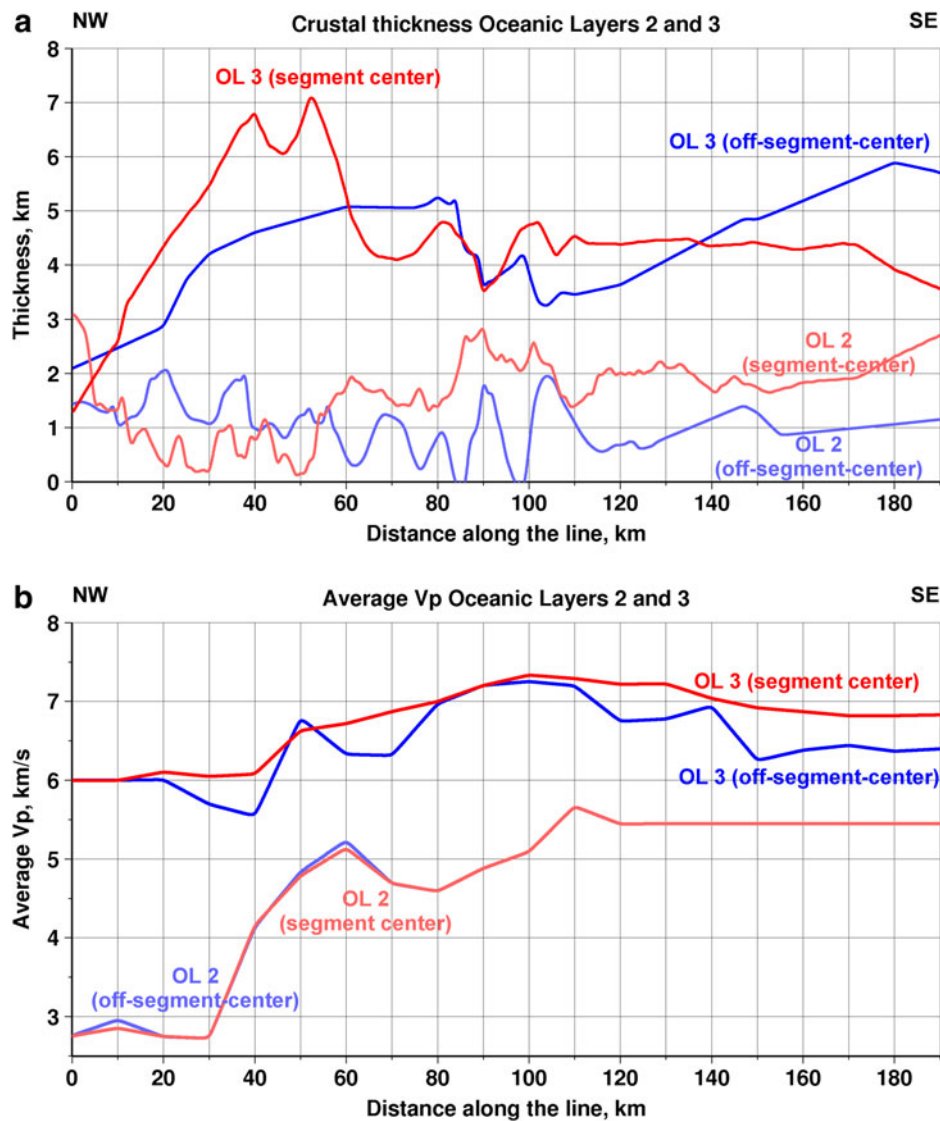 a
NW
Crustal thickness Oceanic Layers 2 and 3
SE
8
7
6
5
4
3
2
1
0
Thickness, km
OL 3 (segment center)
OL 3 (off-segment-center)
OL 2
(segment-center)
OL 2
(off-segment-center)
0 20 40 60 80 100 120 140 160 180
Distance along the line, km
b
NW
Average Vp Oceanic Layers 2 and 3
SE
8
7
6
5
4
3
Average Vp, km/s
OL 3 (segment center)
OL 3 (off-segment-center)
OL 2
(segment center)
OL 2
(off-segment-center)
0 20 40 60 80 100 120 140 160 180
Distance along the line, km